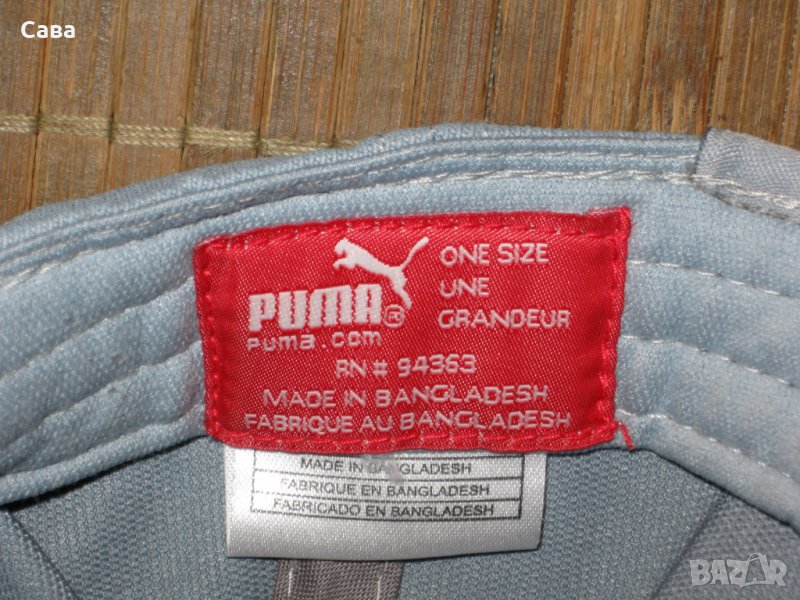 Сава
PUMA®
puma.com
ONE SIZE
UNE
GRANDEUR
RN # 94363
MADE IN BANGLADESH
FABRIQUE AU BANGLADESH
MADE IN BANGLADESH
FABRIQUE EN BANGLADESH
FABRICADO EN BANGLADESH
BAZAR